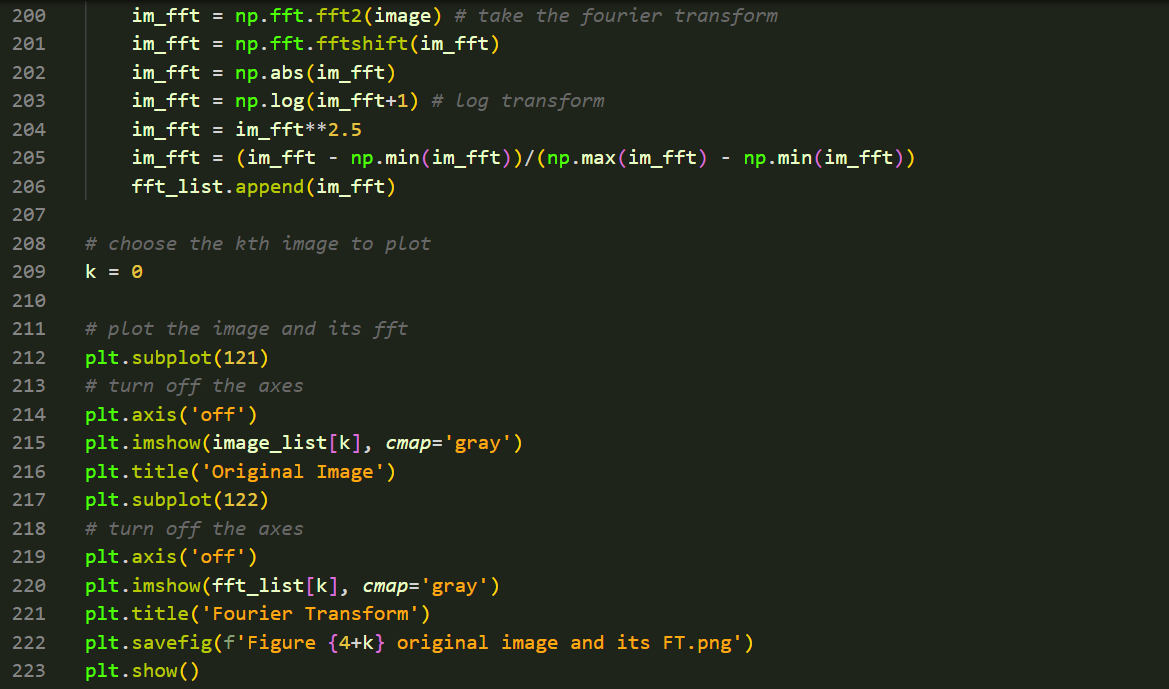 200 im_fft = np.fft.fft2(image) # take the fourier transform
201 im_fft = np.fft.fftshift(im_fft)
202 im_fft = np.abs(im_fft)
203 im_fft = np.log(im_fft+1) # log transform
204 im_fft = im_fft**2.5
205 im_fft = (im_fft - np.min(im_fft))/(np.max(im_fft) - np.min(im_fft))
206 fft_list.append(im_fft)
207
208 # choose the kth image to plot
209 k = 0
210
211 # plot the image and its fft
212 plt.subplot(121)
213 # turn off the axes
214 plt.axis('off')
215 plt.imshow(image_list[k], cmap='gray')
216 plt.title('Original Image')
217 plt.subplot(122)
218 # turn off the axes
219 plt.axis('off')
220 plt.imshow(fft_list[k], cmap='gray')
221 plt.title('Fourier Transform')
222 plt.savefig(f'Figure {4+k} original image and its FT.png')
223 plt.show()